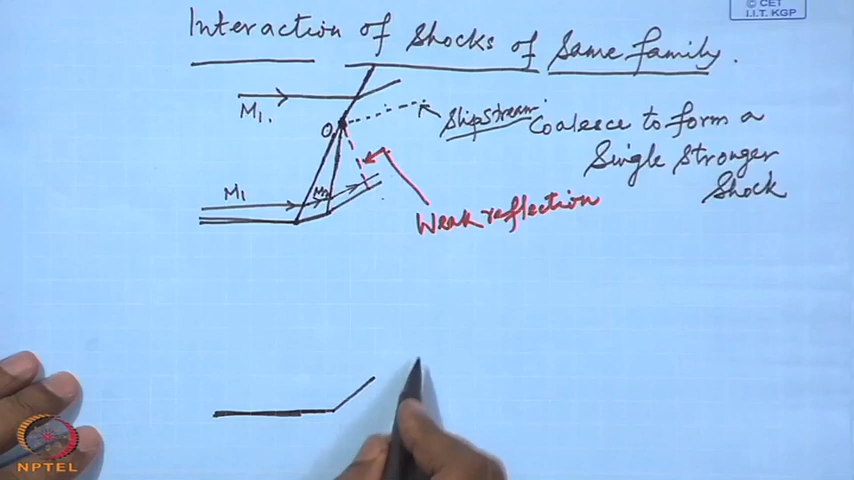 © CET
I.I.T. KGP
Interaction of Shocks of Same family.
M1.
O
Slipstream
Coalesce to form a
Single Stronger
Shock
M1
M2
Weak reflection
NPTEL